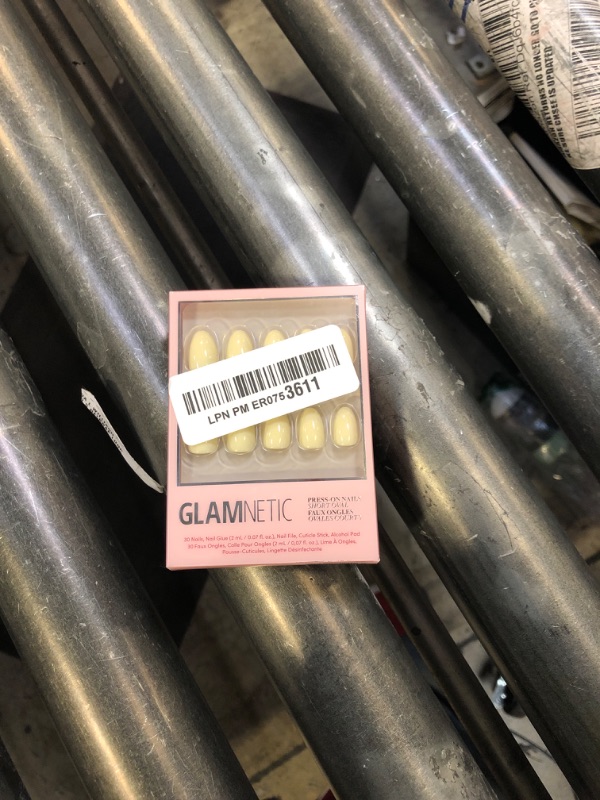 LPN PM ER0753611
GLAMNETIC
PRESS-ON NAILS
SHORT OVAL
FAUX ONGLES
OVALES COURTS
30 Nails, Nail Glue (2 mL / 0.07 fl. oz.), Nail File, Cuticle Stick, Alcohol Pad
30 Faux Ongles, Colle Pour Ongles (2 mL / 0.07 fl. oz.), Lime À Ongles,
Pousse-Cuticules, Lingette Désinfectante